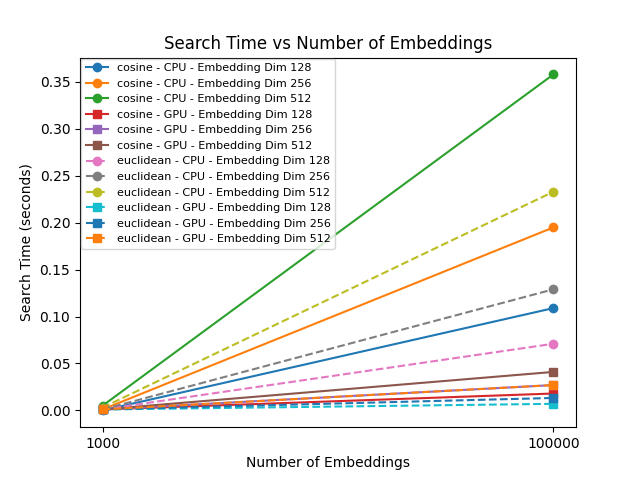 Search Time vs Number of Embeddings
cosine - CPU - Embedding Dim 128
cosine - CPU - Embedding Dim 256
cosine - CPU - Embedding Dim 512
cosine - GPU - Embedding Dim 128
cosine - GPU - Embedding Dim 256
cosine - GPU - Embedding Dim 512
euclidean - CPU - Embedding Dim 128
euclidean - CPU - Embedding Dim 256
euclidean - CPU - Embedding Dim 512
euclidean - GPU - Embedding Dim 128
euclidean - GPU - Embedding Dim 256
euclidean - GPU - Embedding Dim 512
Search Time (seconds)
0.35
0.30
0.25
0.20
0.15
0.10
0.05
0.00
1000
100000
Number of Embeddings